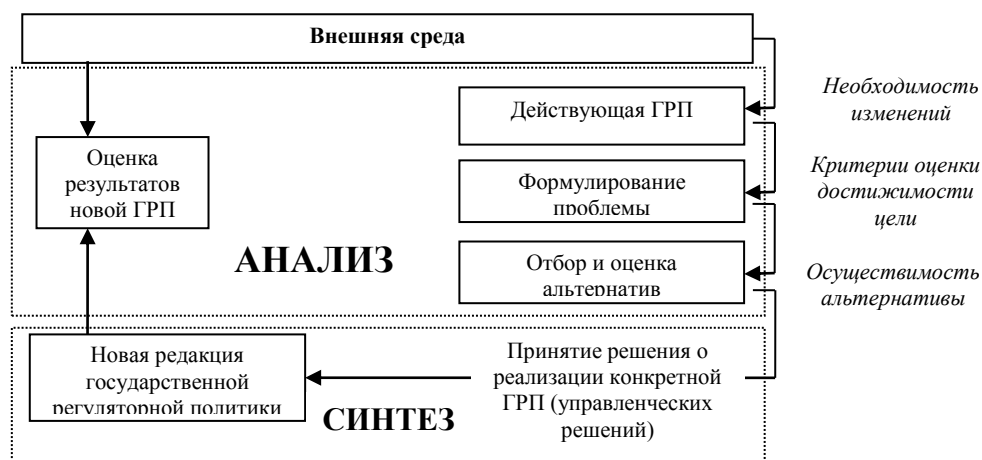 Внешняя среда
Действующая ГРП
Необходимость
изменений
Оценка
результатов
новой ГРП
Формулирование
проблемы
Критерии оценки
достижимости
цели
АНАЛИЗ
Отбор и оценка
альтернатив
Осуществимость
альтернативы
Новая редакция
государственной
регуляторной политики
Принятие решения о
реализации конкретной
ГРП (управленческих
решений)
СИНТЕЗ